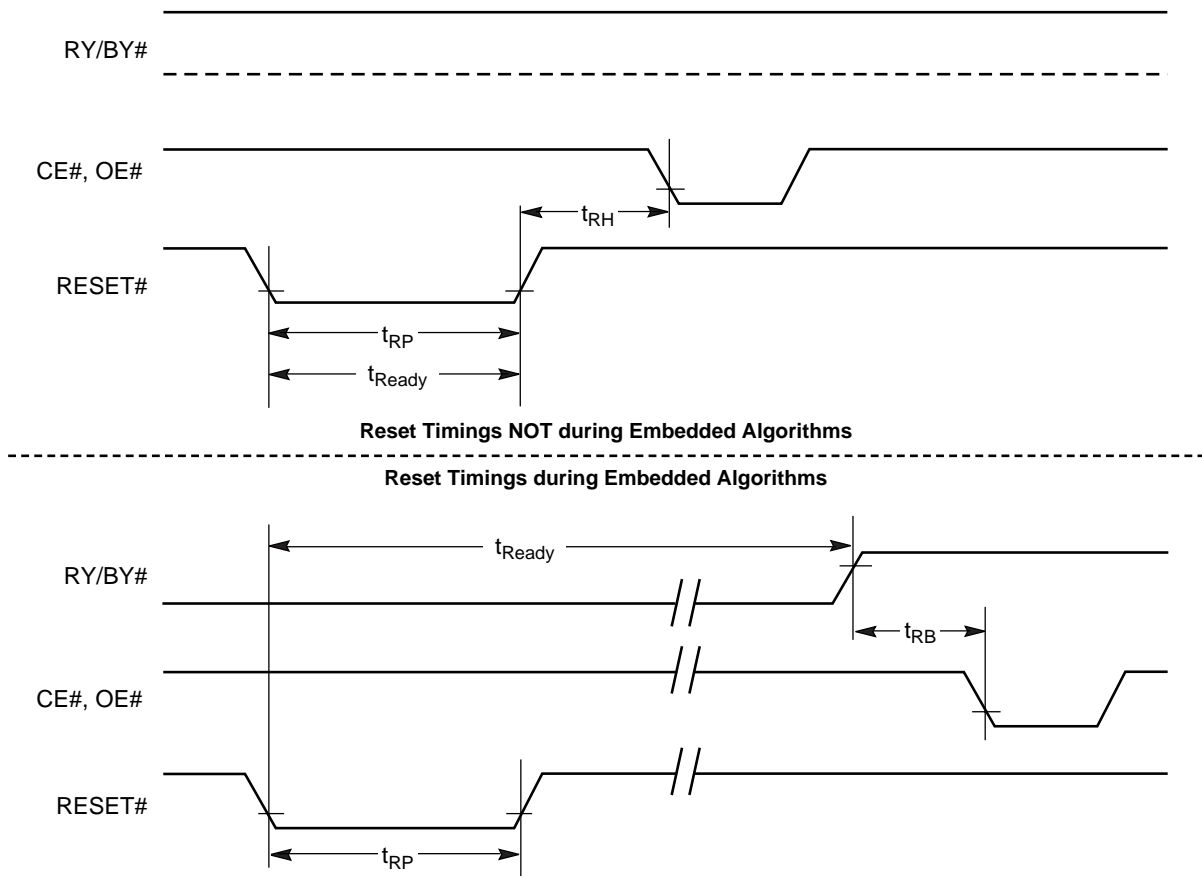 RY/BY#
CE#, OE#
tRH
RESET#
tRP
tReady
Reset Timings NOT during Embedded Algorithms
Reset Timings during Embedded Algorithms
tReady
RY/BY#
tRB
CE#, OE#
RESET#
tRP